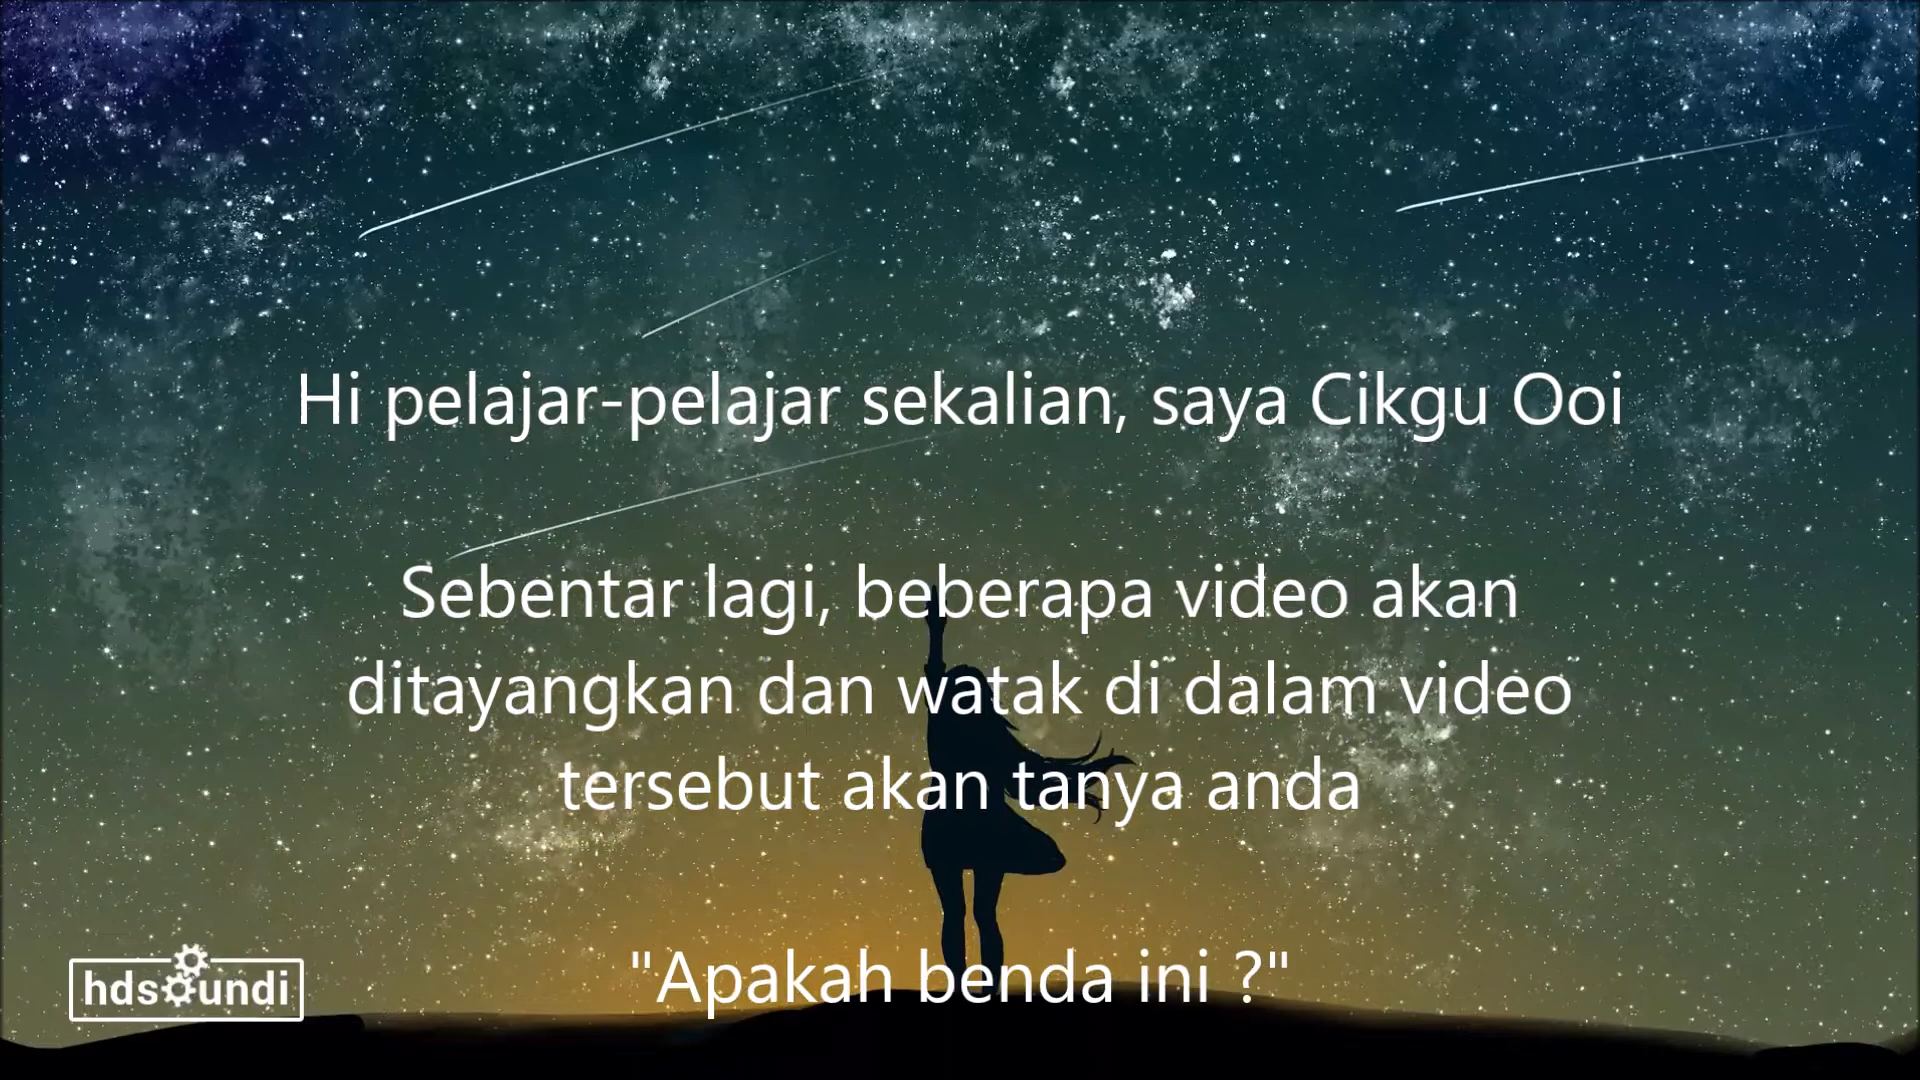 Hi pelajar-pelajar sekalian, saya Cikgu Ooi
Sebentar lagi, beberapa video akan
ditayangkan dan watak di dalam video
tersebut akan tanya anda
"Apakah benda ini ?"
hdsoundi